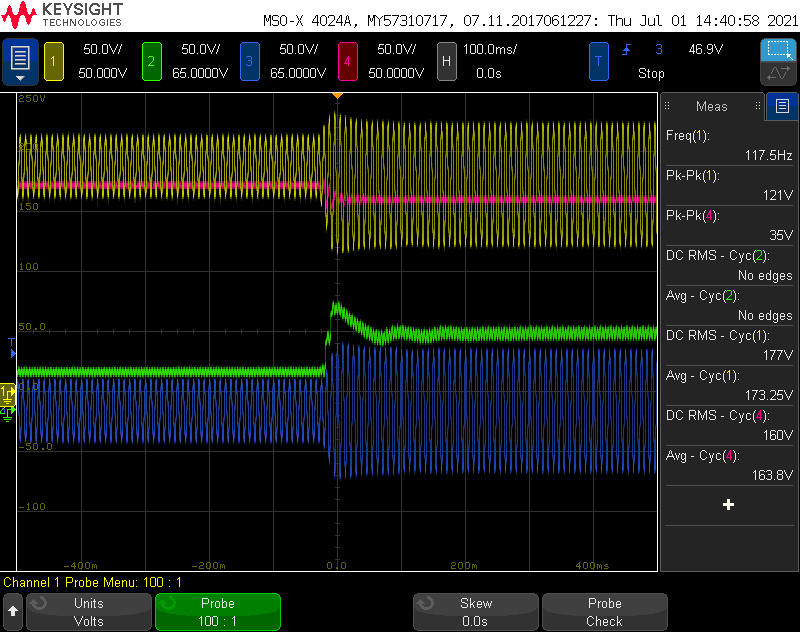 KEYSIGHT
TECHNOLOGIES
MSO-X 4024A, MY57310717, 07.11.2017061227: Thu Jul 01 14:40:58 2021
1 50.0V/ 50.000V
2 50.0V/ 65.0000V
3 50.0V/ 65.0000V
4 50.0V/ 50.0000V
H 100.0ms/ 0.0s
T 3 46.9V
Stop
250V
150
100
50.0
0.0
-50.0
-100
-400m -200m 0.0 200m 400ms
T
1
Meas
Freq(1):
117.5Hz
Pk-Pk(1):
121V
Pk-Pk(4):
35V
DC RMS - Cyc(2):
No edges
Avg - Cyc(2):
No edges
DC RMS - Cyc(1):
177V
Avg - Cyc(1):
173.25V
DC RMS - Cyc(4):
160V
Avg - Cyc(4):
163.8V
Channel 1 Probe Menu: 100 : 1
Units
Volts
Probe
100 : 1
Skew
0.0s
Probe
Check